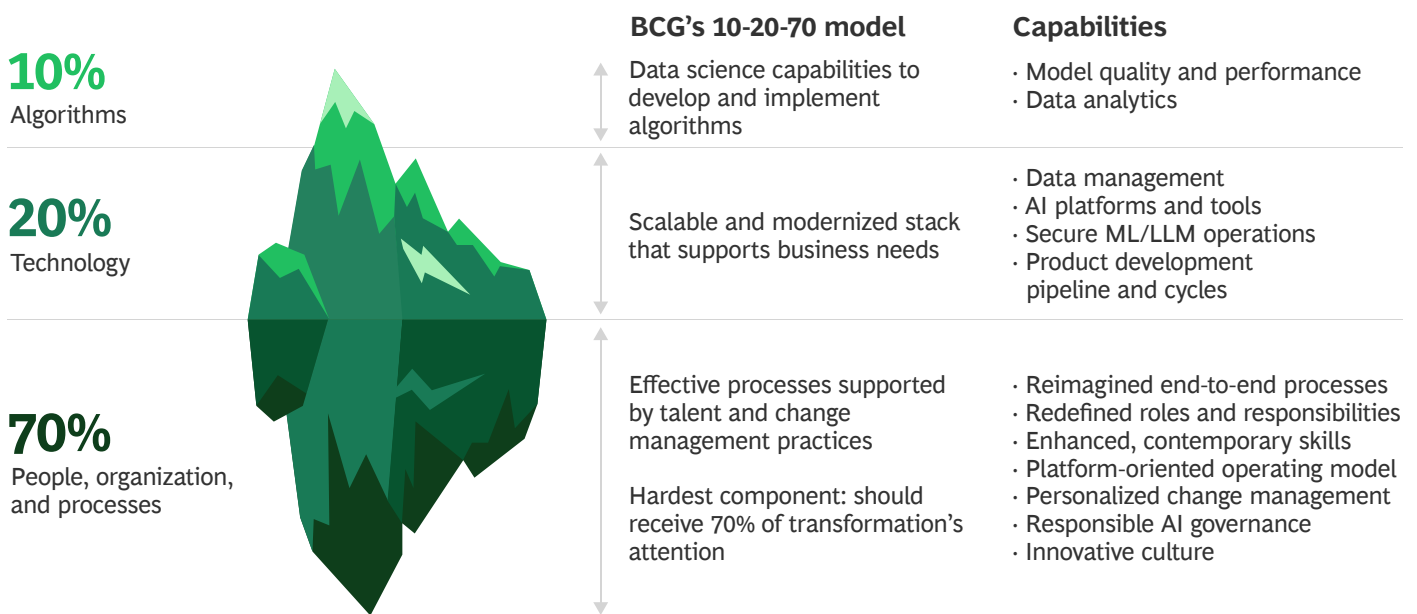 BCG’s 10-20-70 model
Capabilities
10%
Algorithms
Data science capabilities to
develop and implement
algorithms
· Model quality and performance
· Data analytics
20%
Technology
Scalable and modernized stack
that supports business needs
· Data management
· AI platforms and tools
· Secure ML/LLM operations
· Product development
pipeline and cycles
70%
People, organization,
and processes
Effective processes supported
by talent and change
management practices
Hardest component: should
receive 70% of transformation’s
attention
· Reimagined end-to-end processes
· Redefined roles and responsibilities
· Enhanced, contemporary skills
· Platform-oriented operating model
· Personalized change management
· Responsible AI governance
· Innovative culture